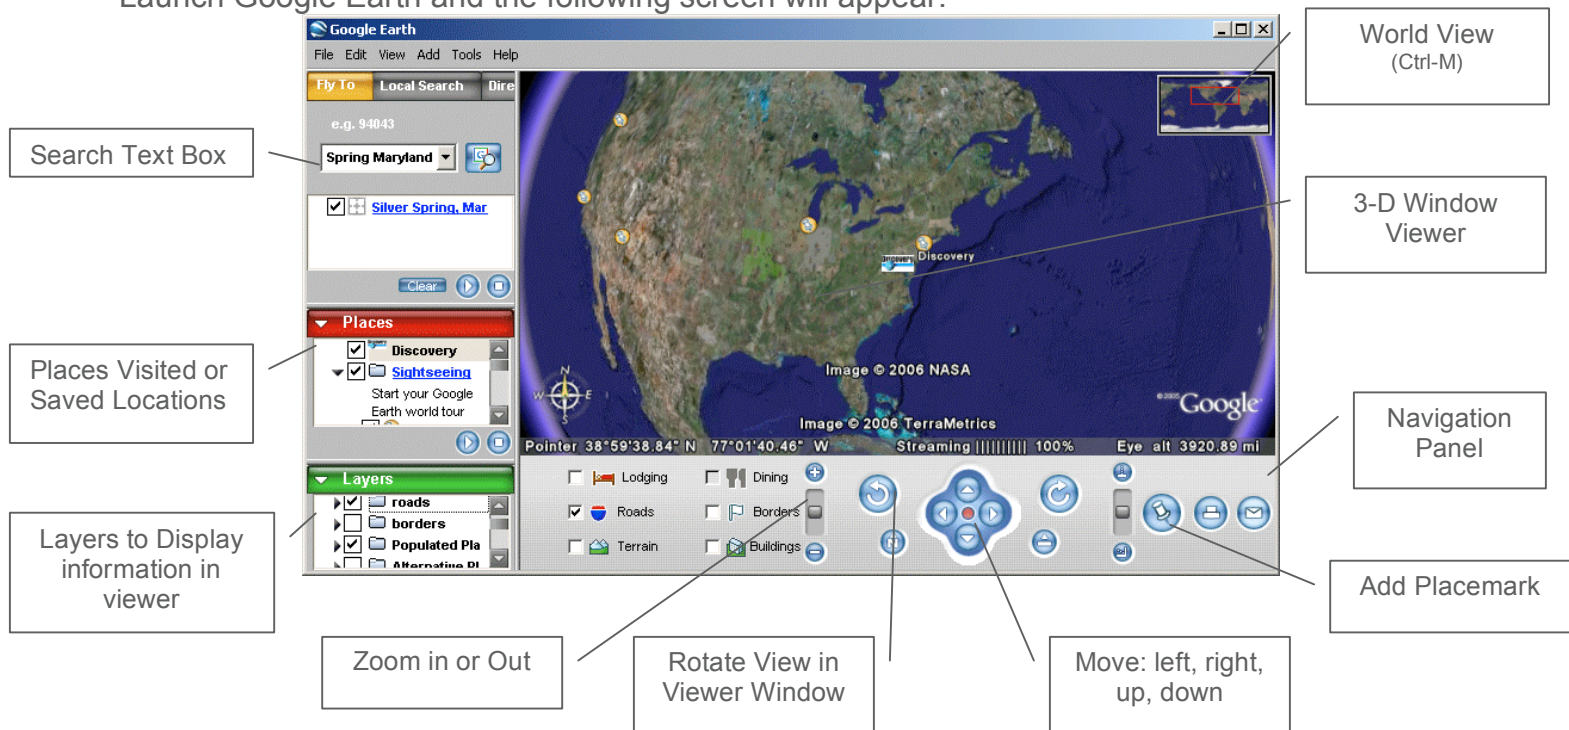 Launch Google Earth and the following screen will appear:
Google Earth
File Edit View Add Tools Help
Fly To Local Search Dire
e.g. 94043
Spring Maryland
Silver Spring, Mar
Clear
Places
Discovery
Sightseeing
Start your Google
Earth world tour
Layers
roads
borders
Populated Pla
Alternative Pl
Discovery
N
W E
S
Image © 2006 NASA
Image © 2006 TerraMetrics
© 2005 Google
Pointer 38°59'38.84" N 77°01'40.46" W Streaming |||||||||| 100% Eye alt 3920.89 mi
Lodging Dining
Roads Borders
Terrain Buildings
N
World View
(Ctrl-M)
Search Text Box
3-D Window
Viewer
Places Visited or
Saved Locations
Navigation
Panel
Layers to Display
information in
viewer
Add Placemark
Zoom in or Out
Rotate View in
Viewer Window
Move: left, right,
up, down